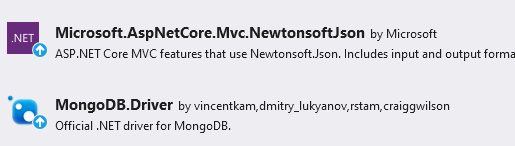 .NET
Microsoft.AspNetCore.Mvc.NewtonsoftJson by Microsoft
ASP.NET Core MVC features that use Newtonsoft.Json. Includes input and output forma
MongoDB.Driver by vincentkam,dmitry_lukyanov,rstam,craiggwilson
Official .NET driver for MongoDB.